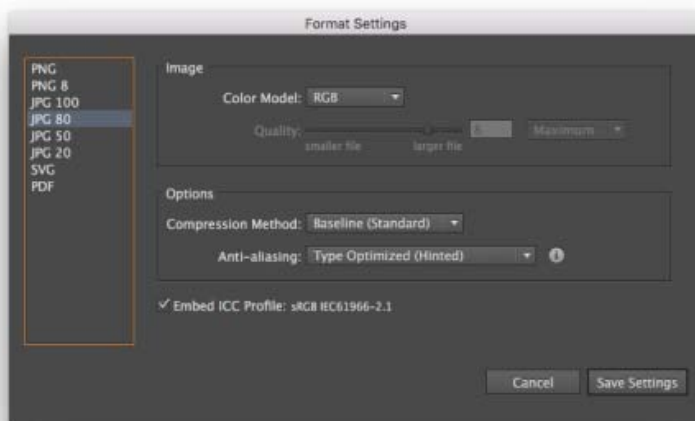 Format Settings
PNG
PNG 8
JPG 100
JPG 80
JPG 50
JPG 20
SVG
PDF
Image
Color Model: RGB
Quality: 8 Maximum
smaller file larger file
Options
Compression Method: Baseline (Standard)
Anti-aliasing: Type Optimized (Hinted)
Embed ICC Profile: sRGB IEC61966-2.1
Cancel Save Settings